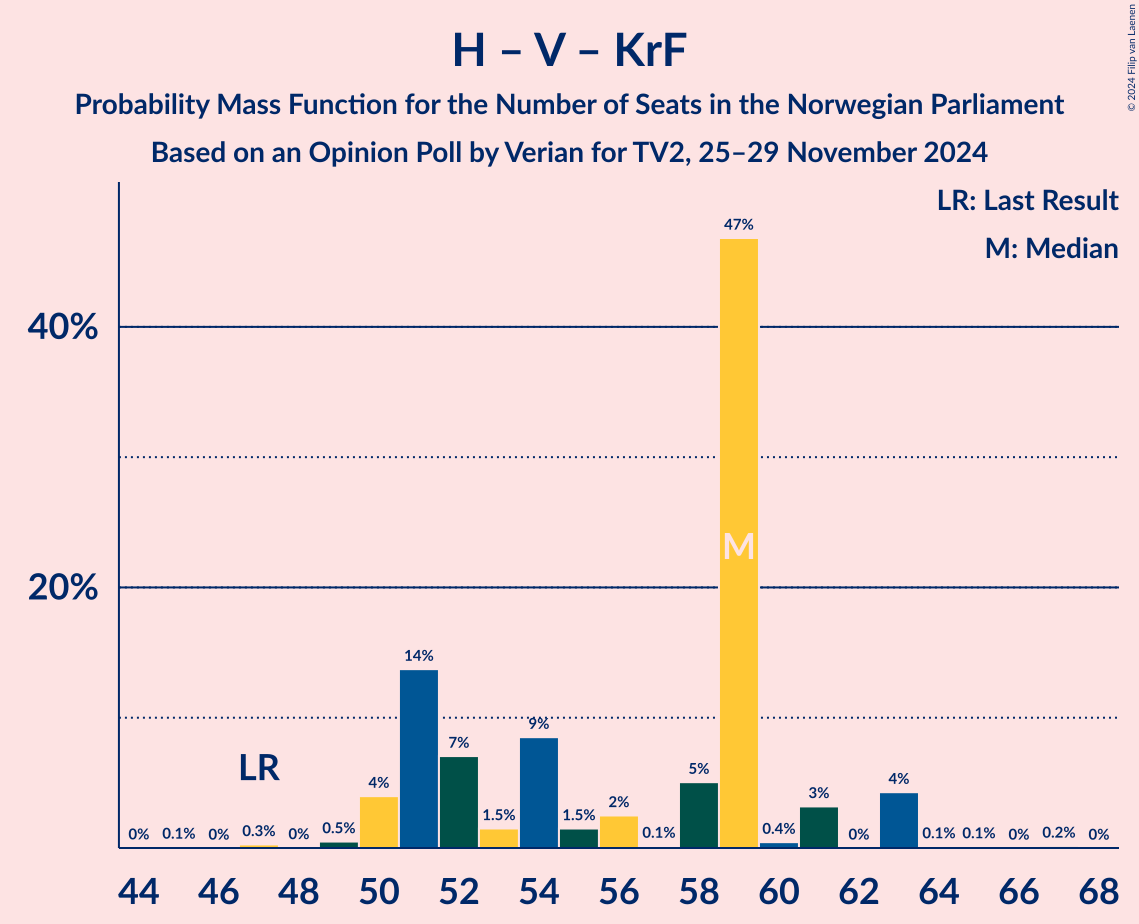 H – V – KrF
Probability Mass Function for the Number of Seats in the Norwegian Parliament
Based on an Opinion Poll by Verian for TV2, 25–29 November 2024
© 2024 Filip van Laenen
LR: Last Result
M: Median
40%
20%
LR
M
0% 0.1% 0% 0.3% 0% 0.5% 4% 14% 7% 1.5% 9% 1.5% 2% 0.1% 5% 47% 0.4% 3% 0% 4% 0.1% 0.1% 0% 0.2% 0%
44 46 48 50 52 54 56 58 60 62 64 66 68